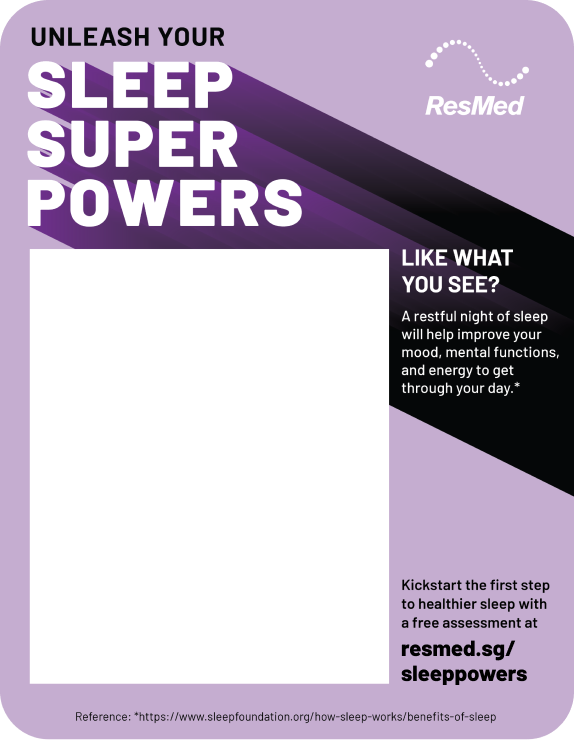 UNLEASH YOUR
SLEEP
SUPER
POWERS
ResMed
LIKE WHAT
YOU SEE?
A restful night of sleep
will help improve your
mood, mental functions,
and energy to get
through your day.*
Kickstart the first step
to healthier sleep with
a free assessment at
resmed.sg/
sleeppowers
Reference: *https://www.sleepfoundation.org/how-sleep-works/benefits-of-sleep